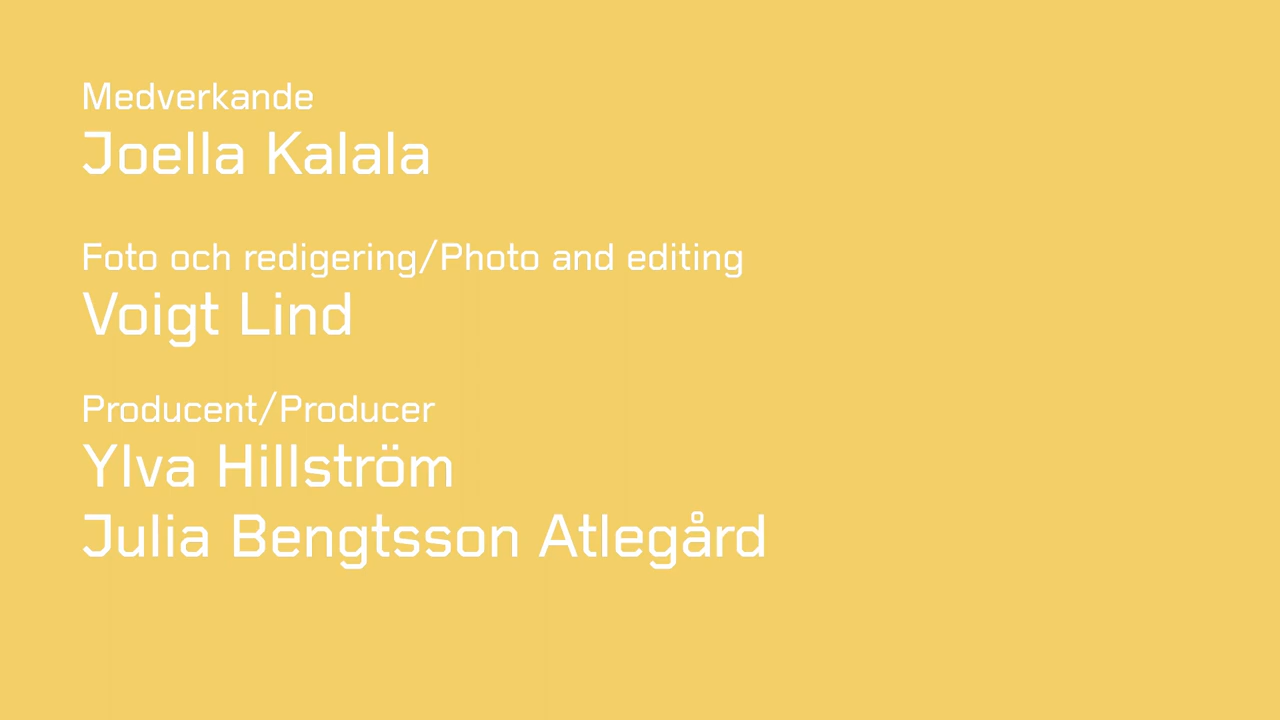 Medverkande
Joella Kalala
Foto och redigering/Photo and editing
Voigt Lind
Producent/Producer
Ylva Hillström
Julia Bengtsson Atlegård